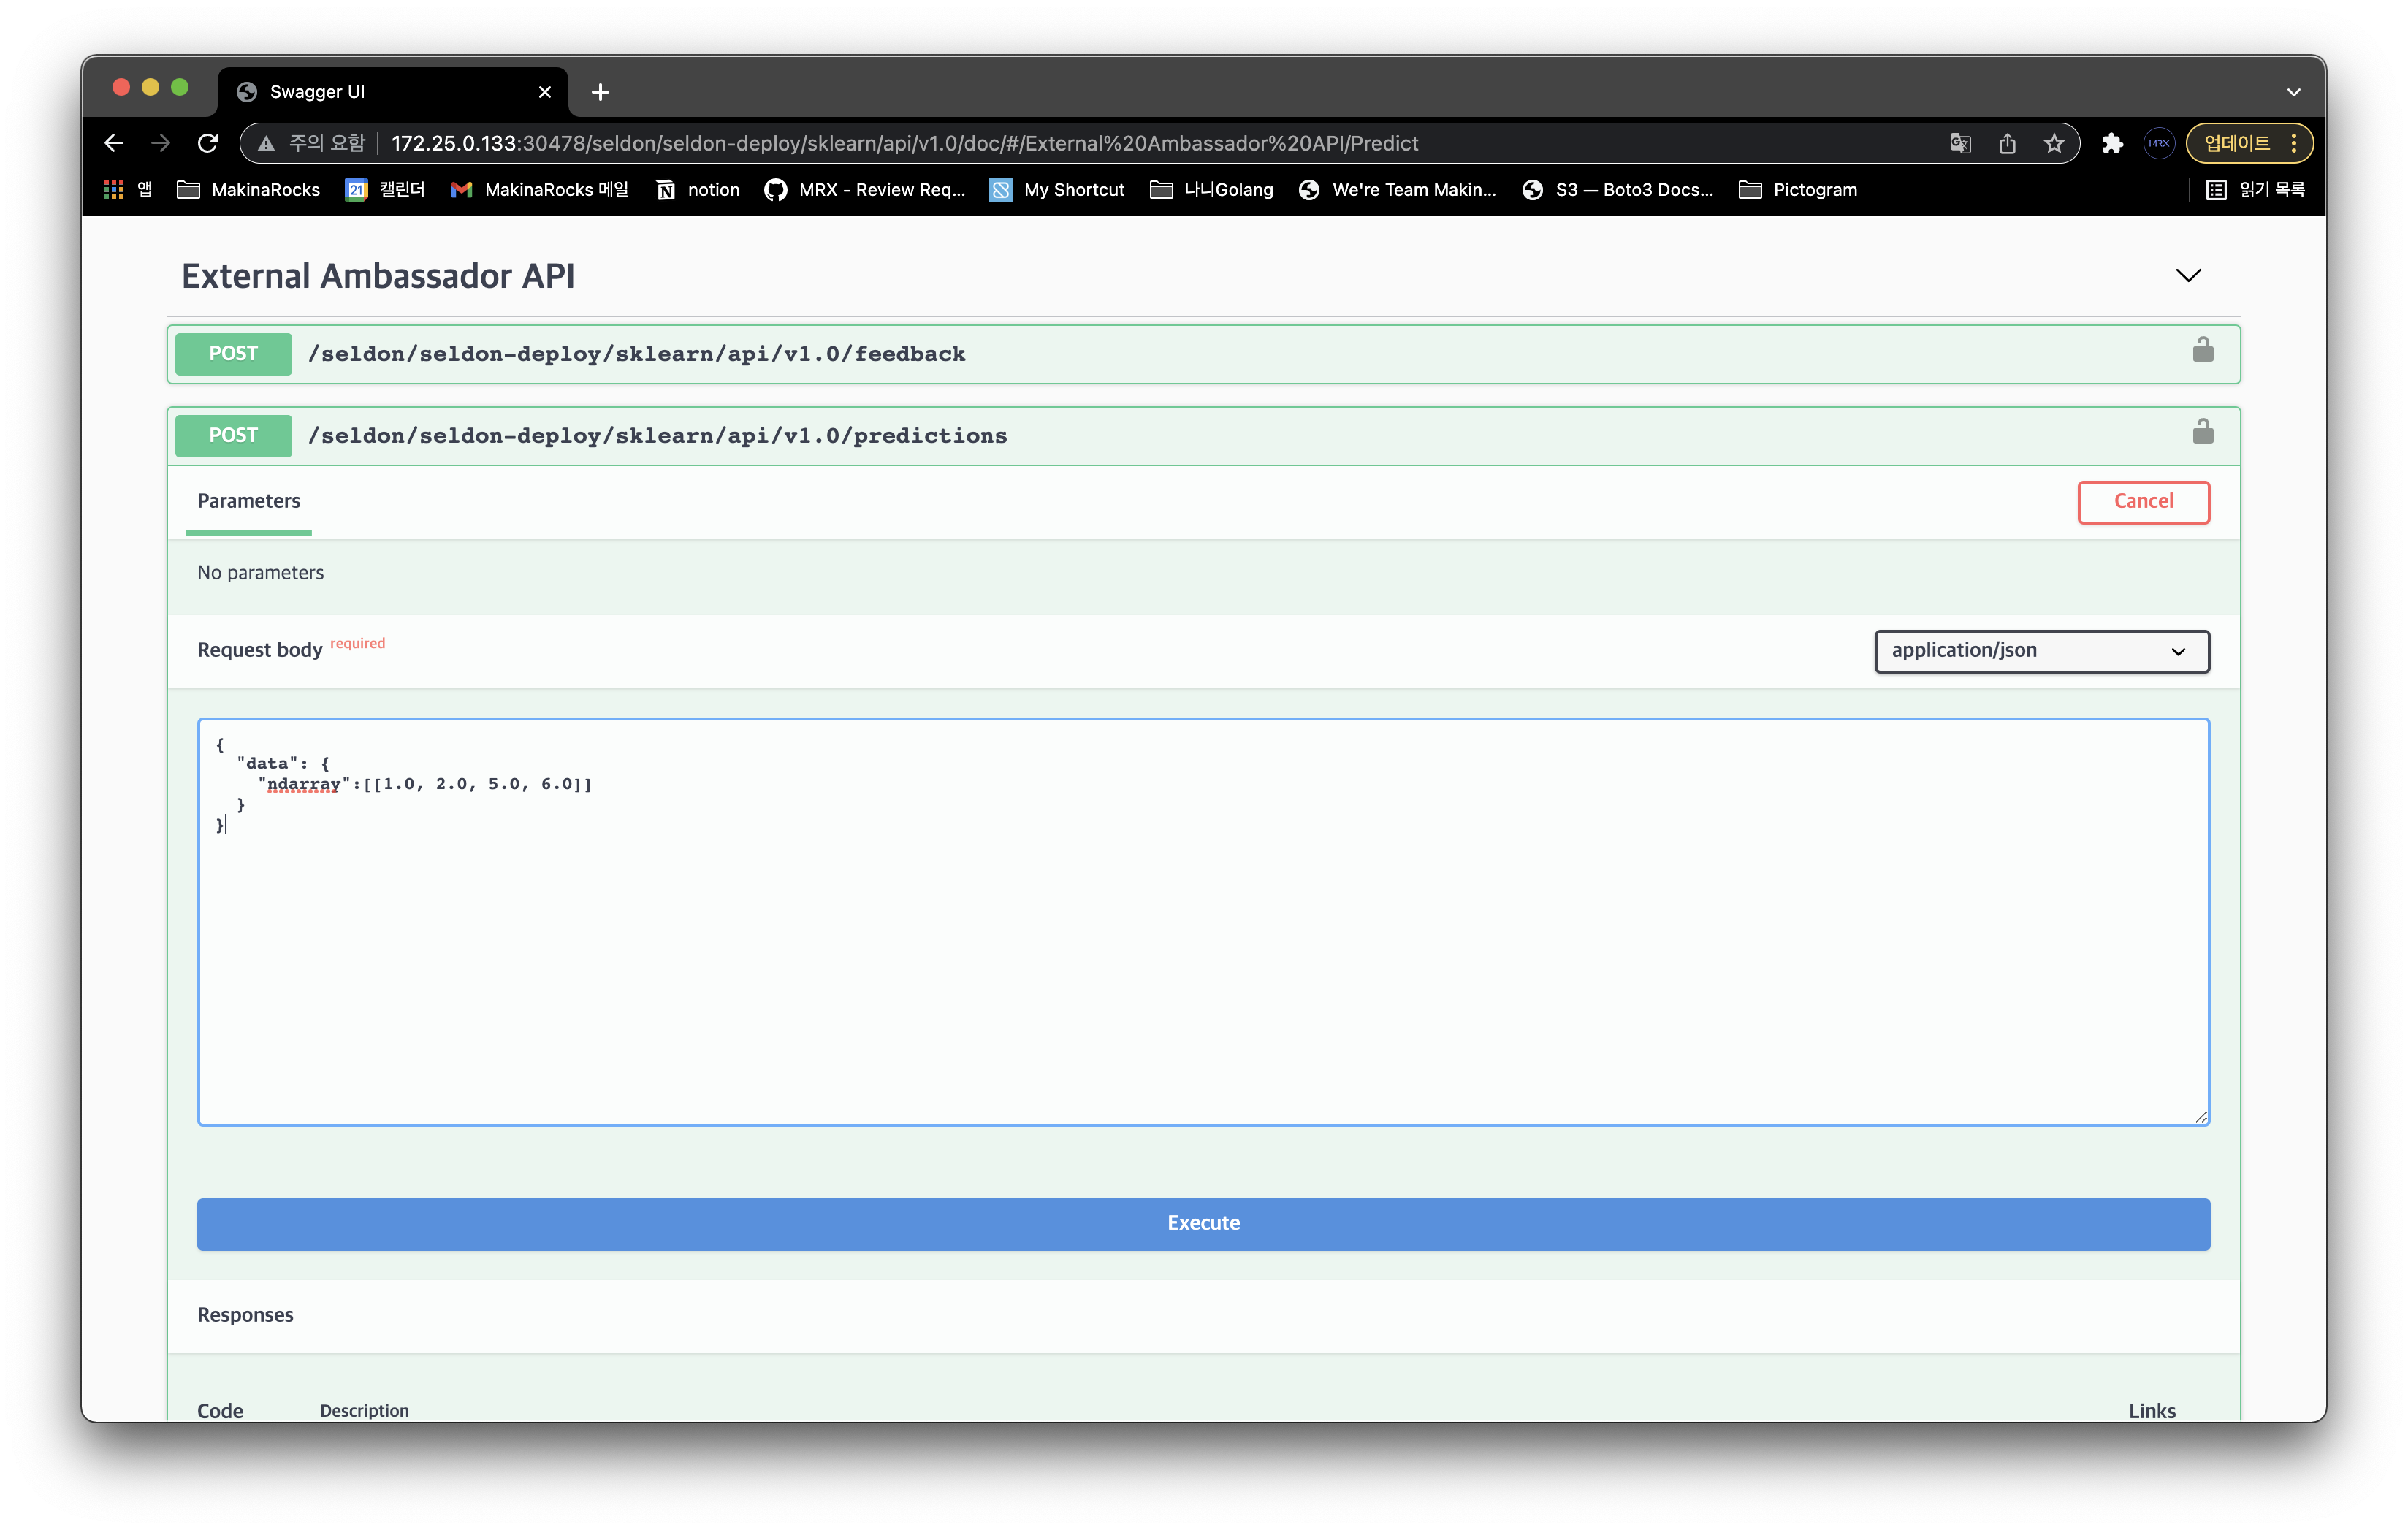 Swagger UI
주의 요함 172.25.0.133:30478/seldon/seldon-deploy/sklearn/api/v1.0/doc/#/External%20Ambassador%20API/Predict
MRX
업데이트
앱 MakinaRocks 21 캘린더 MakinaRocks 메일 notion MRX - Review Req... My Shortcut 나니Golang We're Team Makin... S3 — Boto3 Docs... Pictogram 읽기 목록
External Ambassador API
POST /seldon/seldon-deploy/sklearn/api/v1.0/feedback
POST /seldon/seldon-deploy/sklearn/api/v1.0/predictions
Parameters Cancel
No parameters
Request body required application/json
{
"data": {
"ndarray":[[1.0, 2.0, 5.0, 6.0]]
}
}
Execute
Responses
Code Description Links